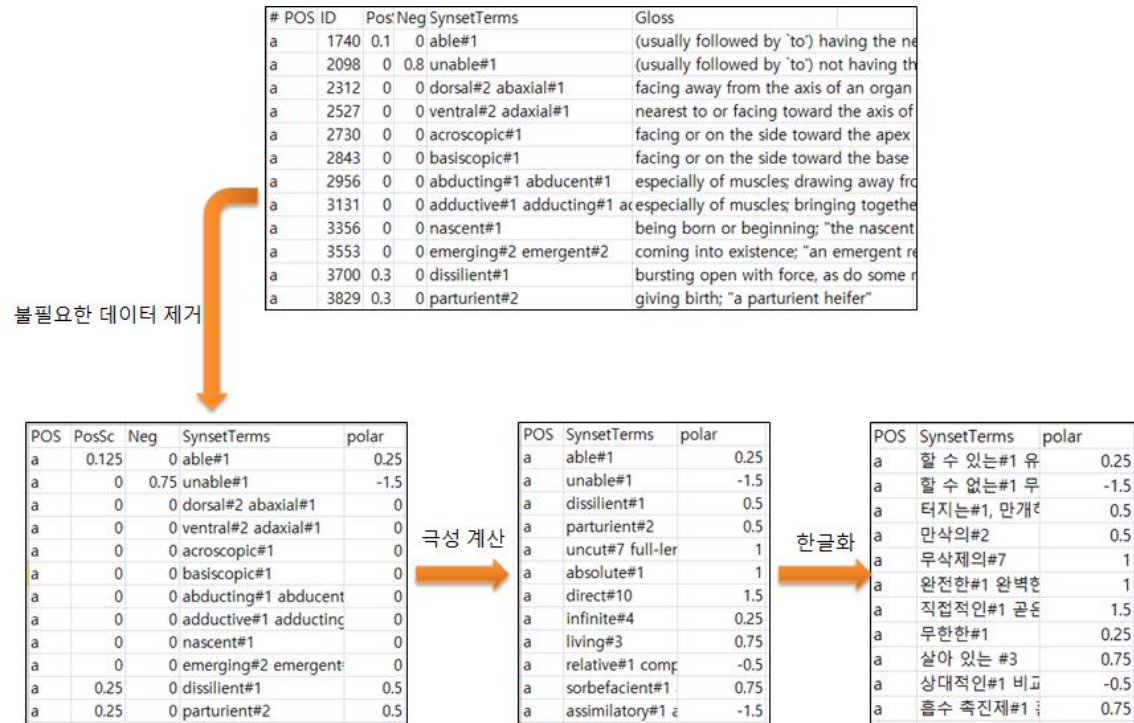 # POS ID Pos Neg SynsetTerms Gloss
a 1740 0.1 0 able#1 (usually followed by `to') having the ne
a 2098 0 0.8 unable#1 (usually followed by `to') not having th
a 2312 0 0 dorsal#2 abaxial#1 facing away from the axis of an organ
a 2527 0 0 ventral#2 adaxial#1 nearest to or facing toward the axis of
a 2730 0 0 acroscopic#1 facing or on the side toward the apex
a 2843 0 0 basiscopic#1 facing or on the side toward the base
a 2956 0 0 abducting#1 abducent#1 especially of muscles; drawing away fro
a 3131 0 0 adductive#1 adducting#1 ad especially of muscles; bringing togethe
a 3356 0 0 nascent#1 being born or beginning; "the nascent
a 3553 0 0 emerging#2 emergent#2 coming into existence; "an emergent re
a 3700 0.3 0 dissilient#1 bursting open with force, as do some r
a 3829 0.3 0 parturient#2 giving birth; "a parturient heifer"
불필요한 데이터 제거
POS PosSc Neg SynsetTerms polar
a 0.125 0 able#1 0.25
a 0 0.75 unable#1 -1.5
a 0 0 dorsal#2 abaxial#1 0
a 0 0 ventral#2 adaxial#1 0
a 0 0 acroscopic#1 0
a 0 0 basiscopic#1 0
a 0 0 abducting#1 abducent 0
a 0 0 adductive#1 adducting 0
a 0 0 nascent#1 0
a 0 0 emerging#2 emergent 0
a 0.25 0 dissilient#1 0.5
a 0.25 0 parturient#2 0.5
극성 계산
POS SynsetTerms polar
a able#1 0.25
a unable#1 -1.5
a dissilient#1 0.5
a parturient#2 0.5
a uncut#7 full-ler 1
a absolute#1 1
a direct#10 1.5
a infinite#4 0.25
a living#3 0.75
a relative#1 comp -0.5
a sorbefacient#1 0.75
a assimilatory#1 a -1.5
한글화
POS SynsetTerms polar
a 할 수 있는#1 유 0.25
a 할 수 없는#1 무 -1.5
a 터지는#1, 만개 0.5
a 만삭의#2 0.5
a 무삭제의#7 1
a 완전한#1 완벽한 1
a 직접적인#1 곧은 1.5
a 무한한#1 0.25
a 살아 있는 #3 0.75
a 상대적인#1 비교 -0.5
a 흡수 촉진제#1 0.75